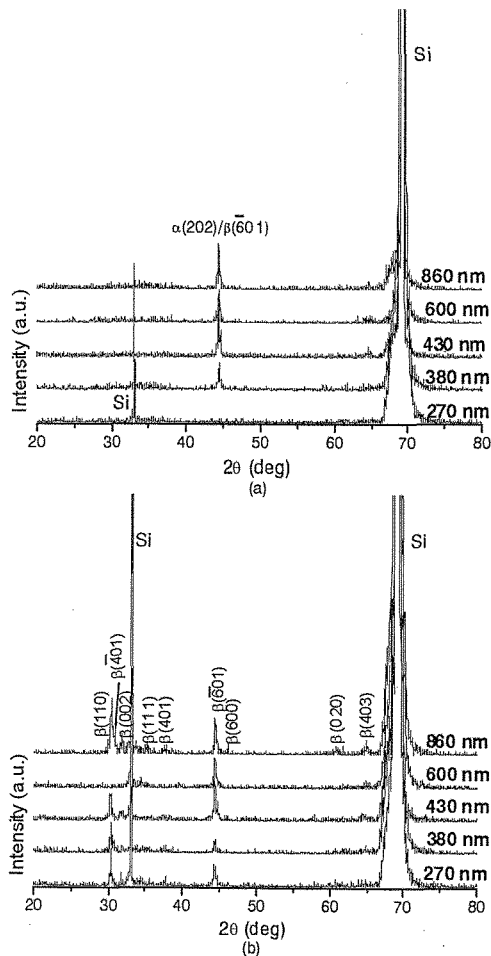 Si
α(202)/β(6̄01)
860 nm
600 nm
430 nm
380 nm
270 nm
Si
Intensity (a.u.)
20 30 40 50 60 70 80
2θ (deg)
(a)
Si
Si
β(110)
β(4̄01)
β(002)
β(111)
β(401)
β(6̄01)
β(600)
β(020)
β(403)
860 nm
600 nm
430 nm
380 nm
270 nm
Intensity (a.u.)
20 30 40 50 60 70 80
2θ (deg)
(b)